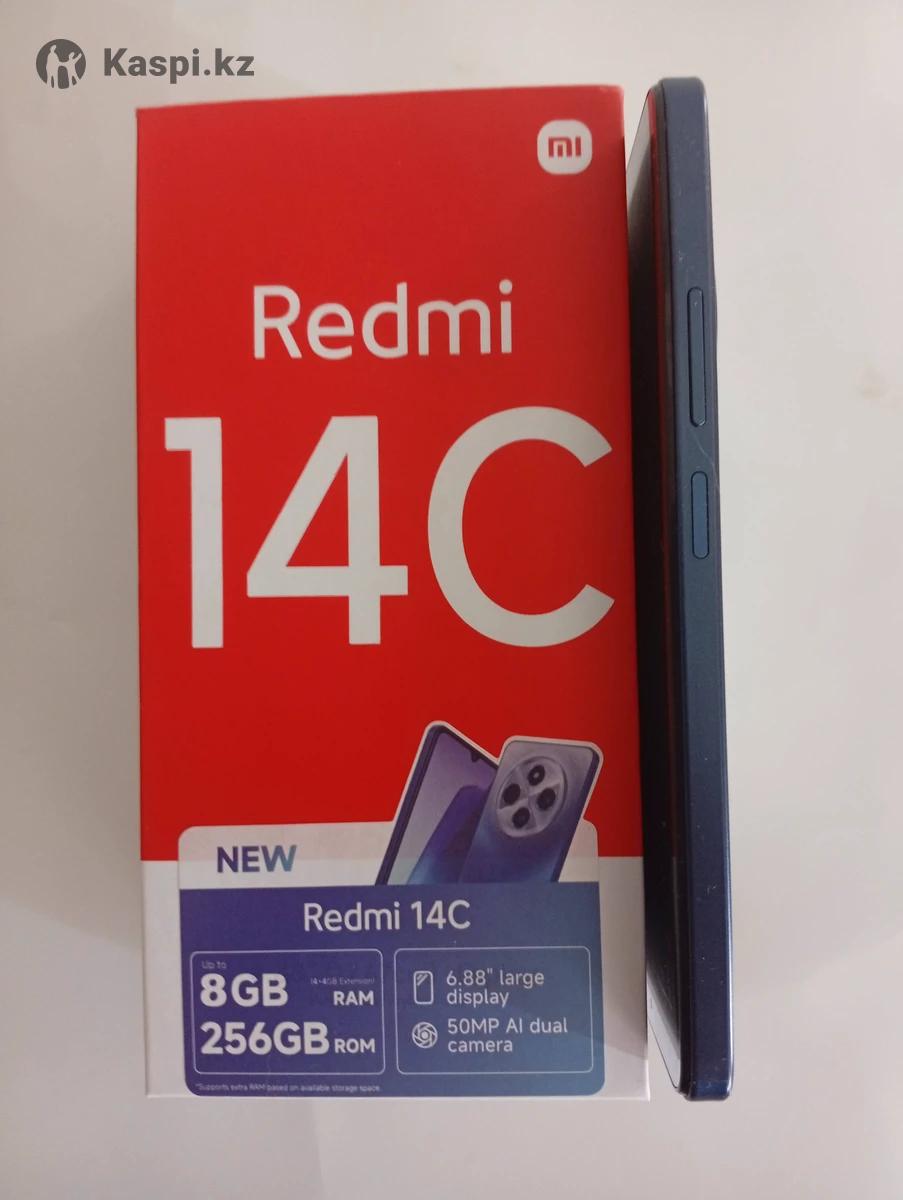 Kaspi.kz
mi
Redmi
14C
NEW
Redmi 14C
Up to
8GB (4+4GB Extension) RAM
256GB ROM
6.88" large
display
50MP AI dual
camera
*Supports extra RAM based on available storage space.